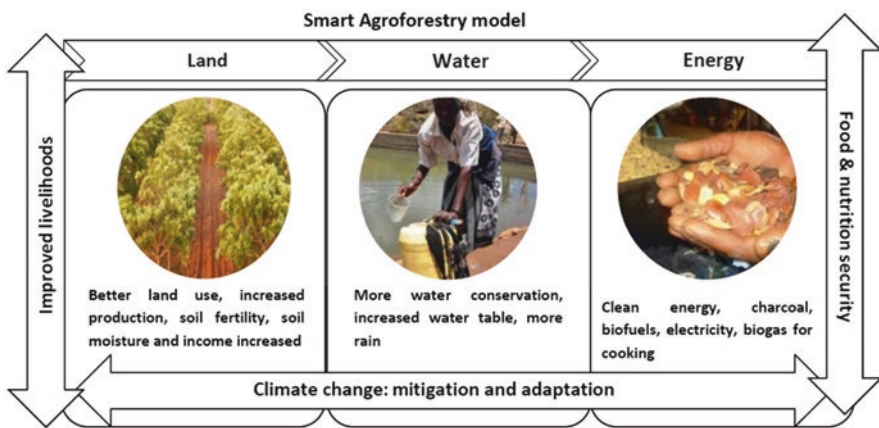 Smart Agroforestry model
Land
Water
Energy
Improved livelihoods
Food & nutrition security
Better land use, increased
production, soil fertility, soil
moisture and income increased
More water conservation,
increased water table, more
rain
Clean energy, charcoal,
biofuels, electricity, biogas for
cooking
Climate change: mitigation and adaptation